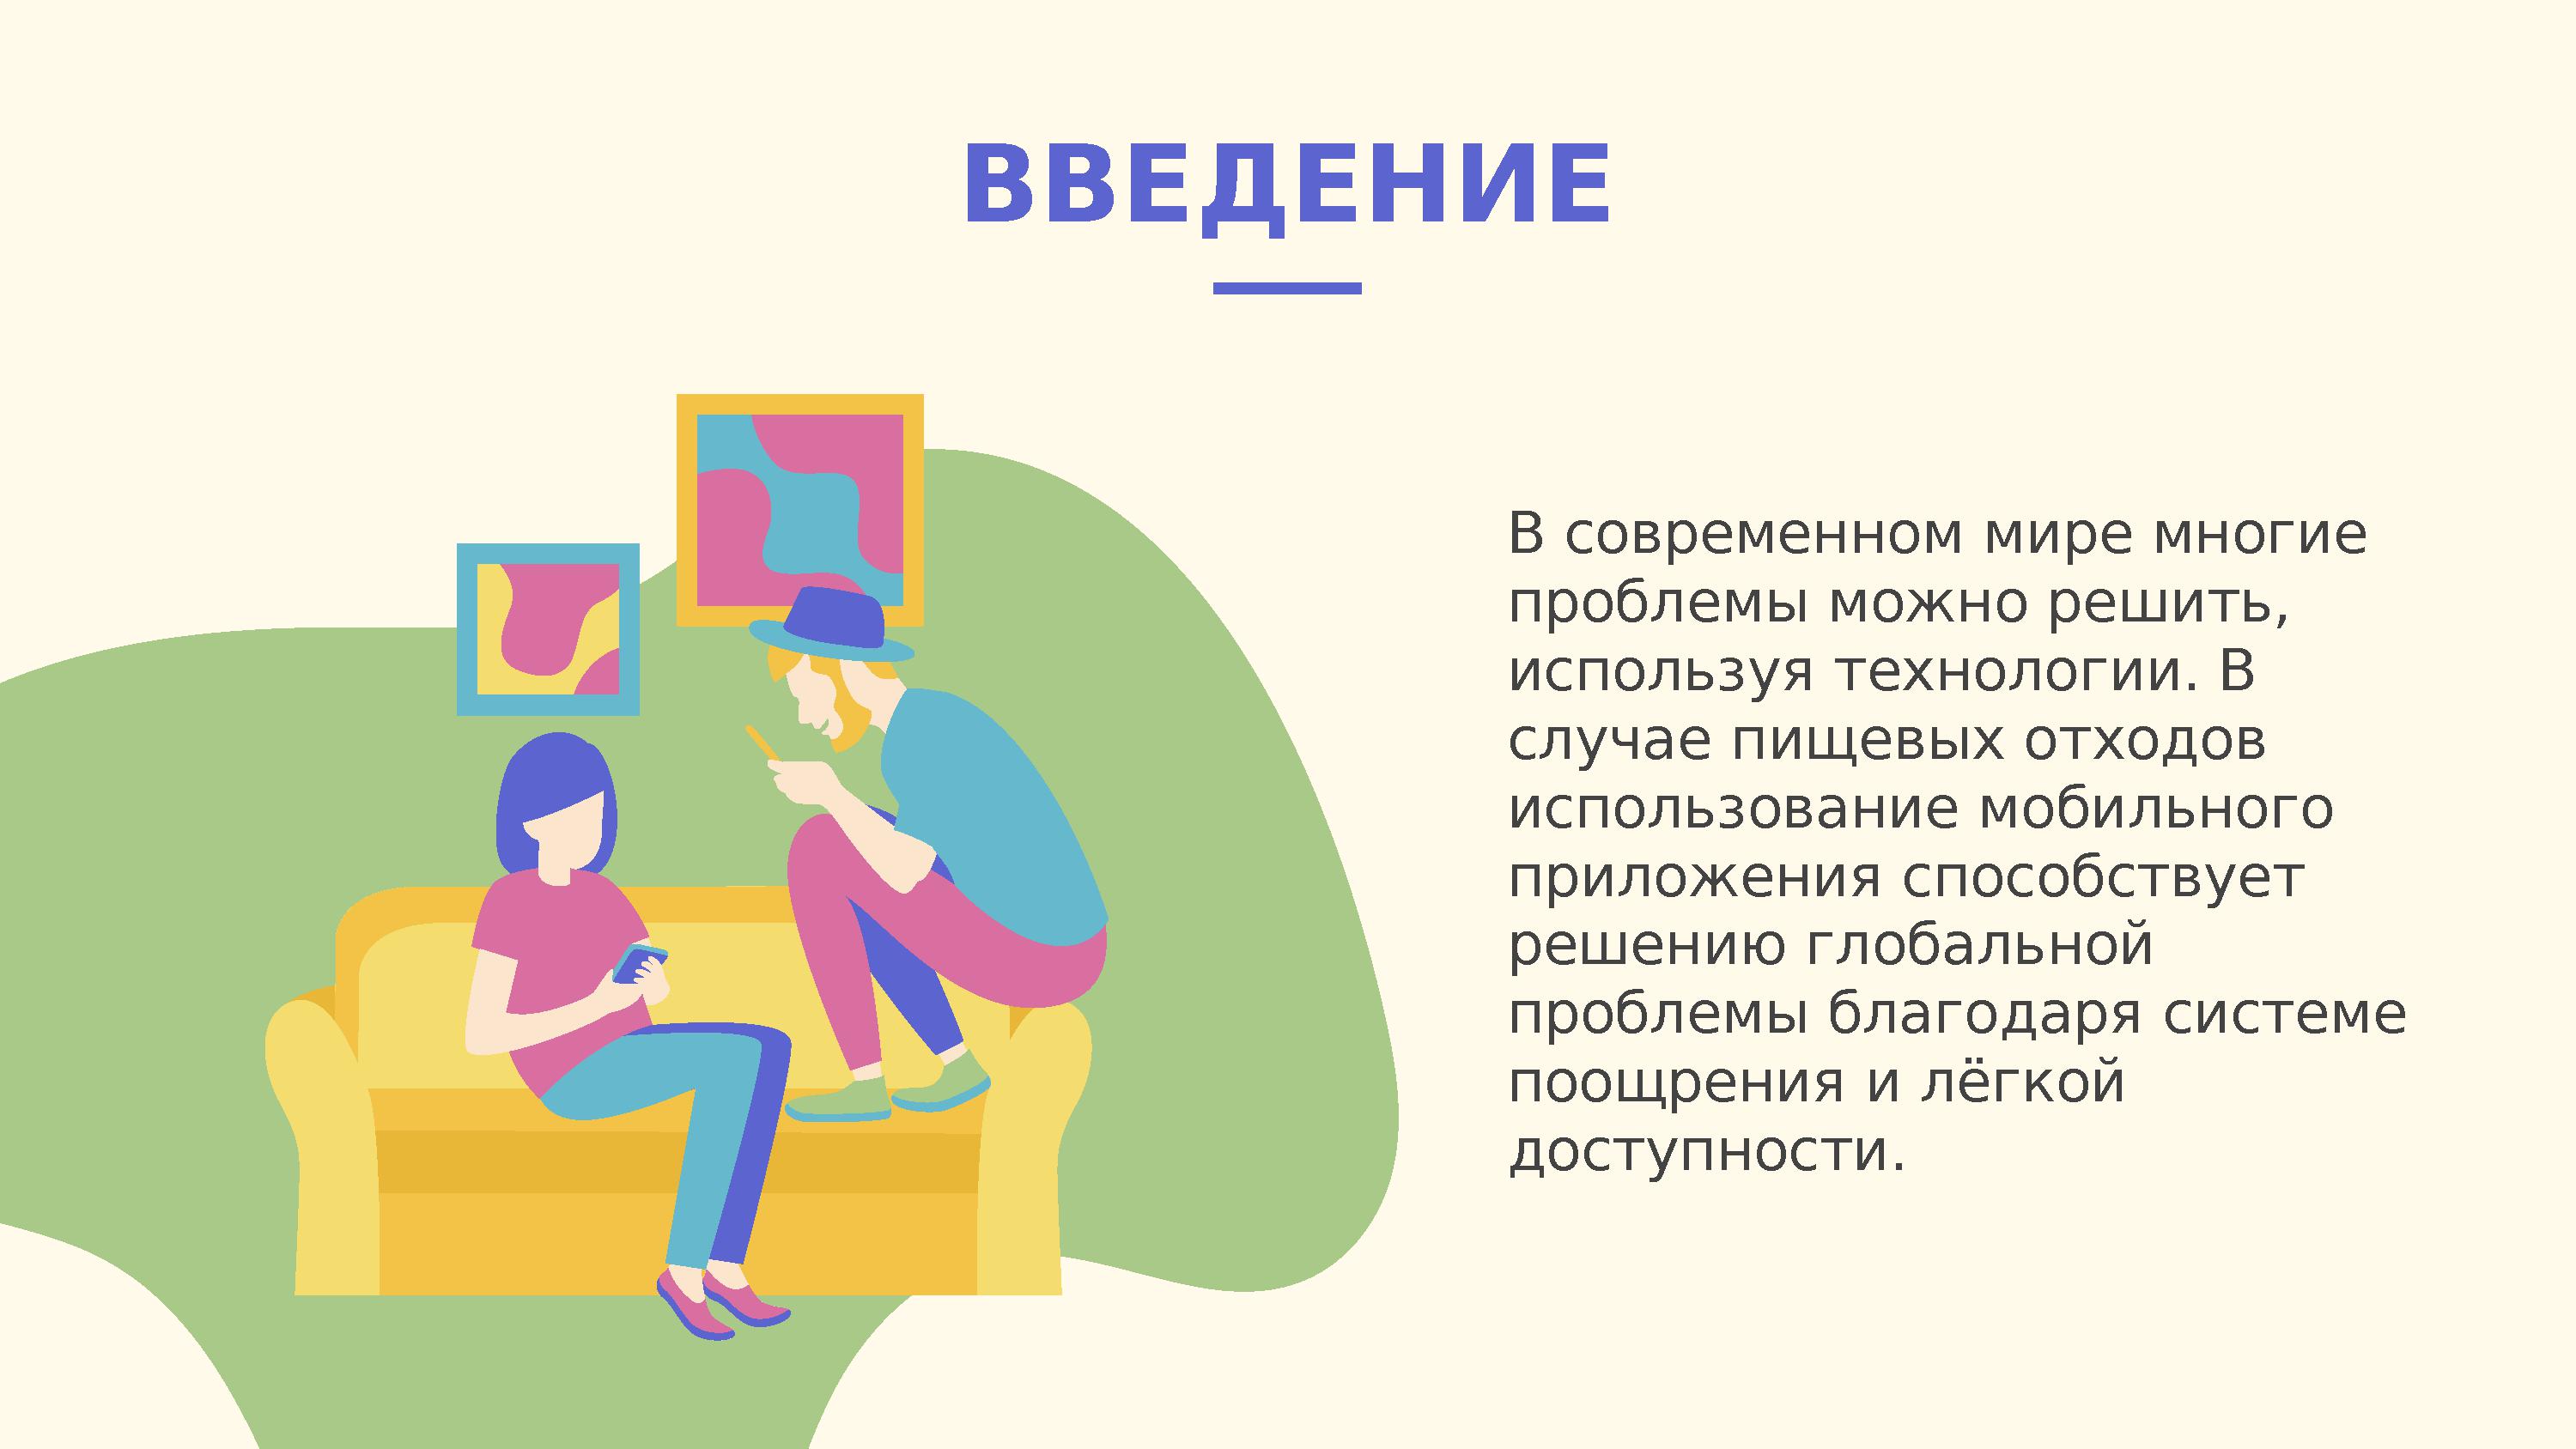 ВВЕДЕНИЕ
В современном мире многие
проблемы можно решить,
используя технологии. В
случае пищевых отходов
использование мобильного
приложения способствует
решению глобальной
проблемы благодаря системе
поощрения и лёгкой
доступности.